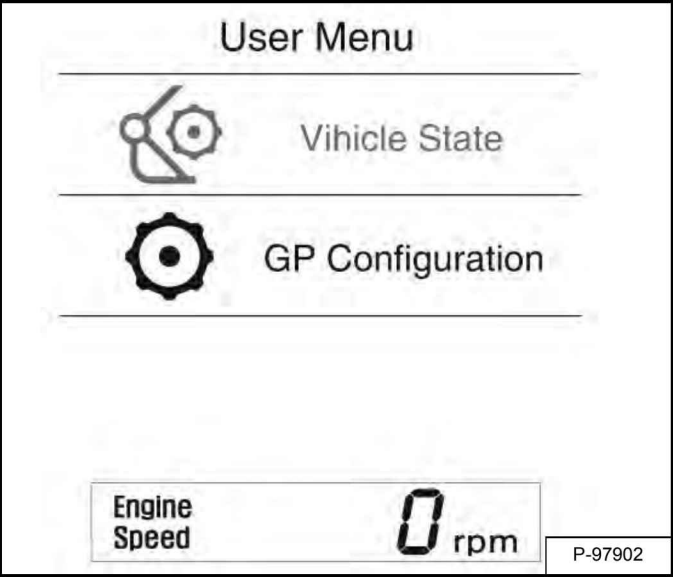 User Menu
Vihicle State
GP Configuration
Engine
Speed
0 rpm
P-97902